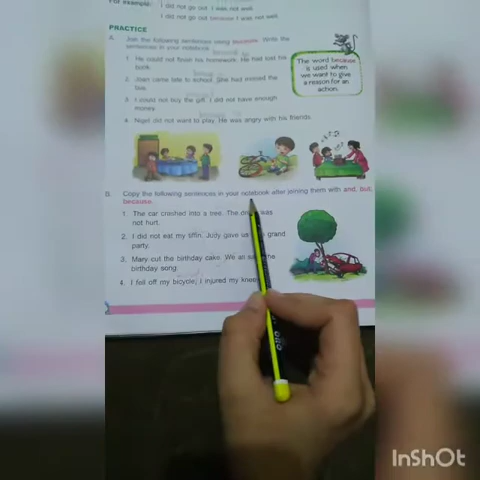 For example: I did not go out. I was not well.
I did not go out because I was not well.
PRACTICE
A. Join the following sentences using because. Write the
sentences in your notebook.
1. He could not finish his homework. He had lost his
book.
2. Joan came late to school. She had missed the
bus.
3. I could not buy the gift. I did not have enough
money.
4. Nigel did not want to play. He was angry with his friends.
The word because
is used when
we want to give
a reason for an
action.
B. Copy the following sentences in your notebook after joining them with and, but,
because.
1. The car crashed into a tree. The was
not hurt.
2. I did not eat my tiffin. Judy gave us grand
party.
3. Mary cut the birthday cake. We all the
birthday song.
4. I fell off my bicycle. I injured my knee
InShOt